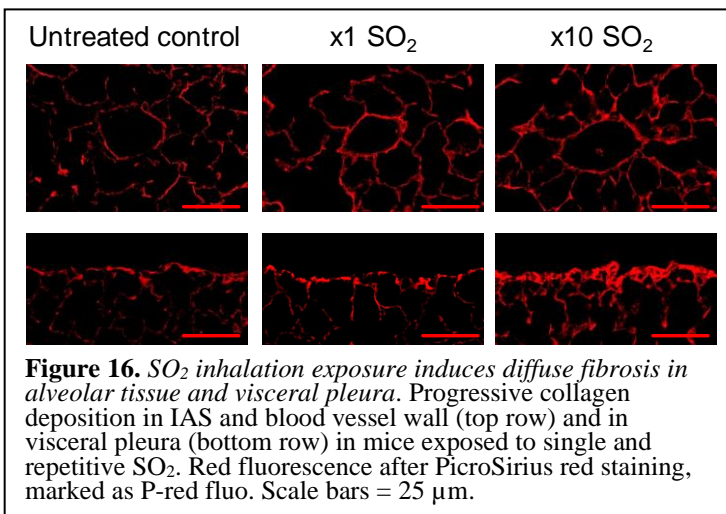 Untreated control x1 SO₂ x10 SO₂
Figure 16. SO₂ inhalation exposure induces diffuse fibrosis in
alveolar tissue and visceral pleura. Progressive collagen
deposition in IAS and blood vessel wall (top row) and in
visceral pleura (bottom row) in mice exposed to single and
repetitive SO₂. Red fluorescence after PicroSirius red staining,
marked as P-red fluo. Scale bars = 25 µm.